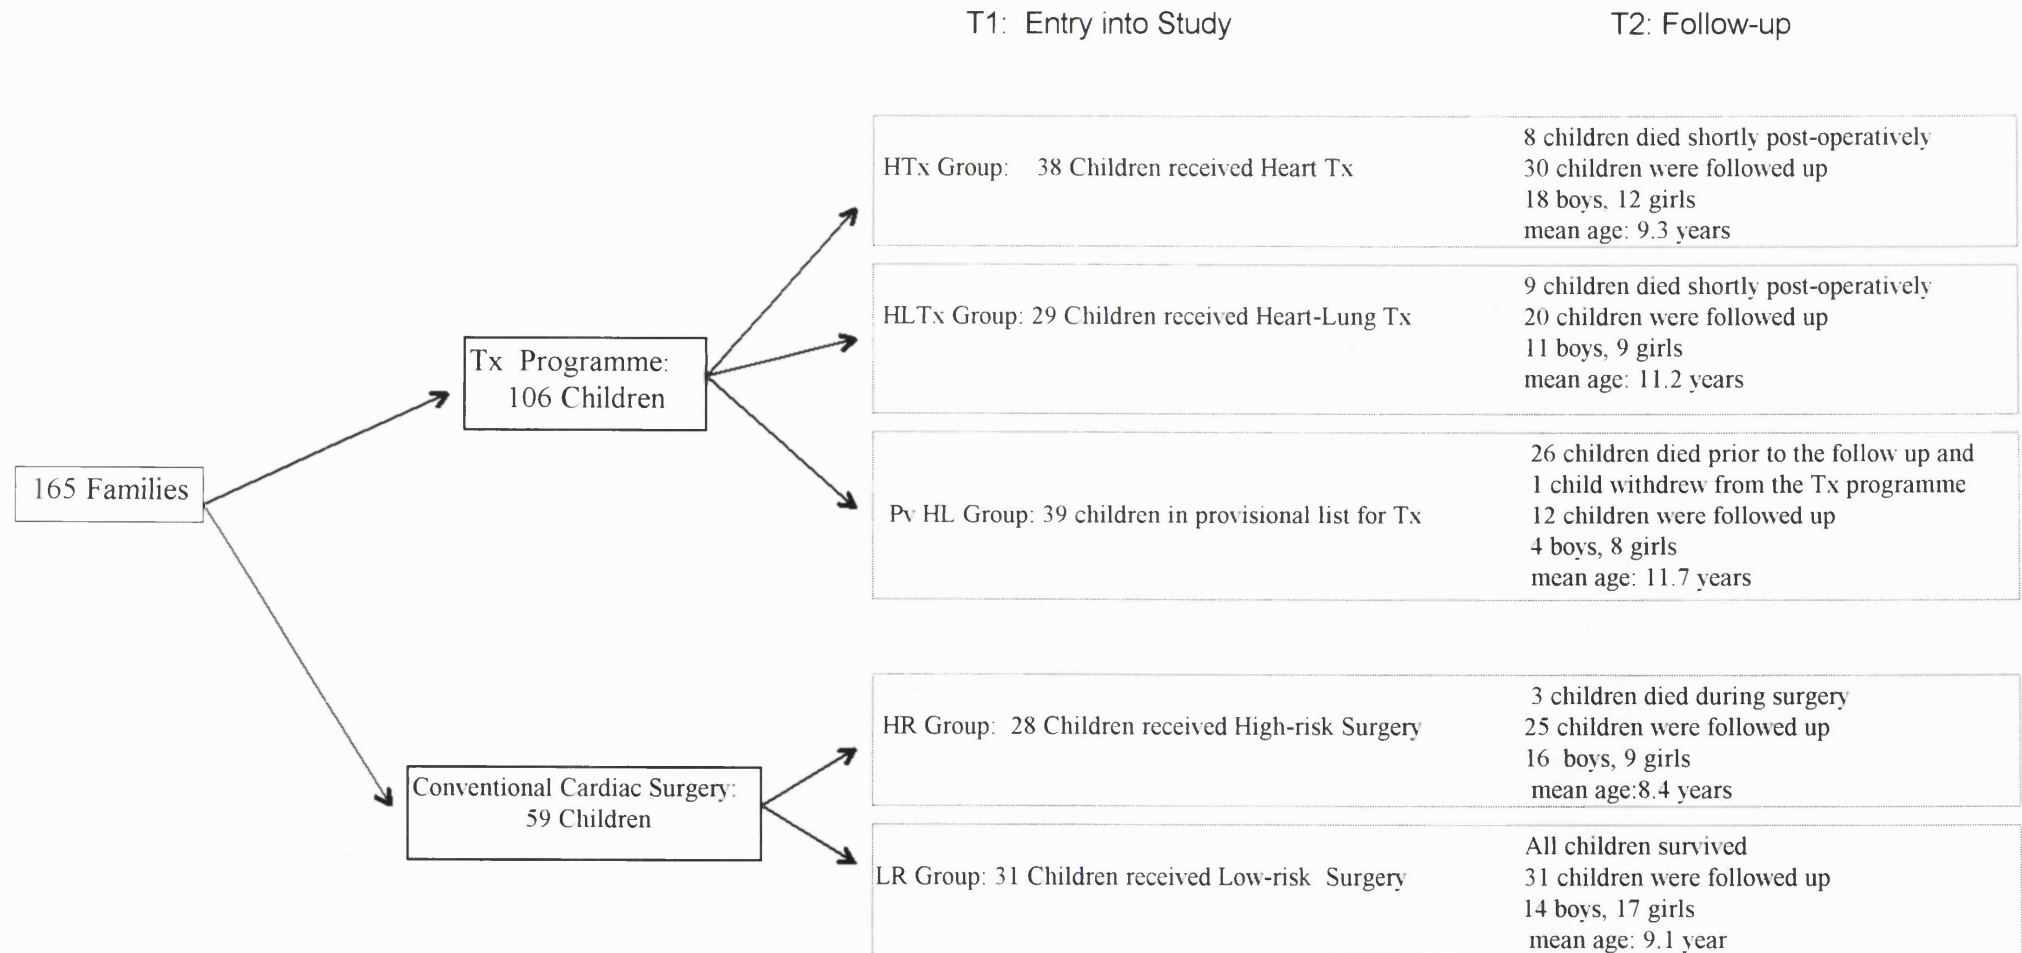 T1: Entry into Study
T2: Follow-up
165 Families
Tx Programme:
106 Children
HTx Group: 38 Children received Heart Tx
8 children died shortly post-operatively
30 children were followed up
18 boys, 12 girls
mean age: 9.3 years
HLTx Group: 29 Children received Heart-Lung Tx
9 children died shortly post-operatively
20 children were followed up
11 boys, 9 girls
mean age: 11.2 years
Pv HL Group: 39 children in provisional list for Tx
26 children died prior to the follow up and
1 child withdrew from the Tx programme
12 children were followed up
4 boys, 8 girls
mean age: 11.7 years
Conventional Cardiac Surgery:
59 Children
HR Group: 28 Children received High-risk Surgery
3 children died during surgery
25 children were followed up
16 boys, 9 girls
mean age:8.4 years
LR Group: 31 Children received Low-risk Surgery
All children survived
31 children were followed up
14 boys, 17 girls
mean age: 9.1 year